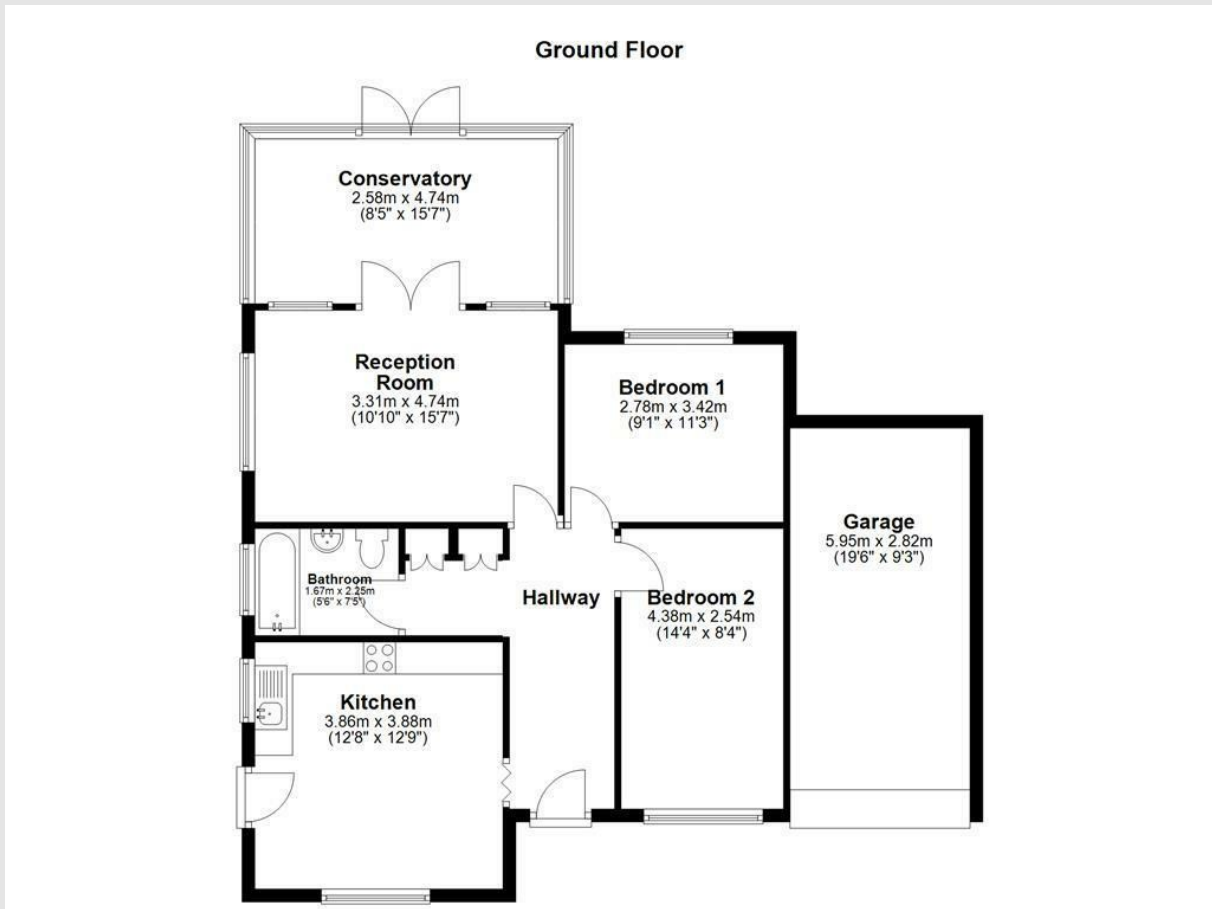 Ground Floor
Conservatory
2.58m x 4.74m
(8'5" x 15'7")
Reception
Room
3.31m x 4.74m
(10'10" x 15'7")
Bedroom 1
2.78m x 3.42m
(9'1" x 11'3")
Garage
5.95m x 2.82m
(19'6" x 9'3")
Bathroom
1.67m x 2.25m
(5'6" x 7'5")
Hallway
Bedroom 2
4.38m x 2.54m
(14'4" x 8'4")
Kitchen
3.86m x 3.88m
(12'8" x 12'9")